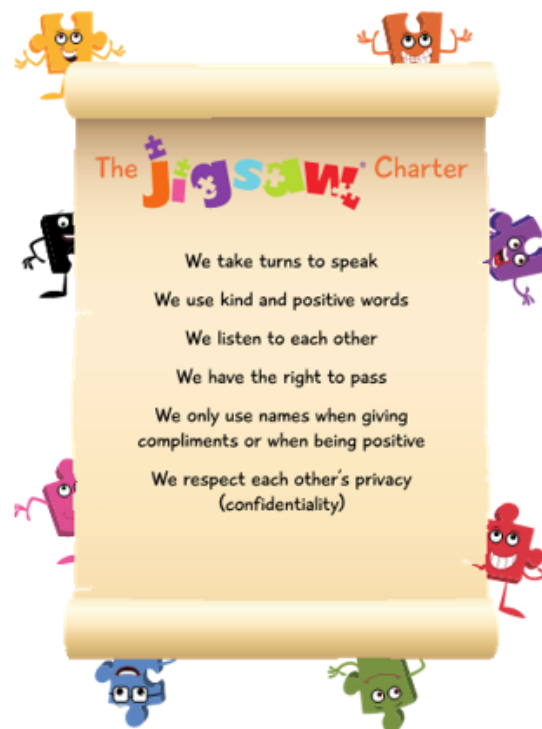 The Jigsaw® Charter
We take turns to speak
We use kind and positive words
We listen to each other
We have the right to pass
We only use names when giving
compliments or when being positive
We respect each other's privacy
(confidentiality)